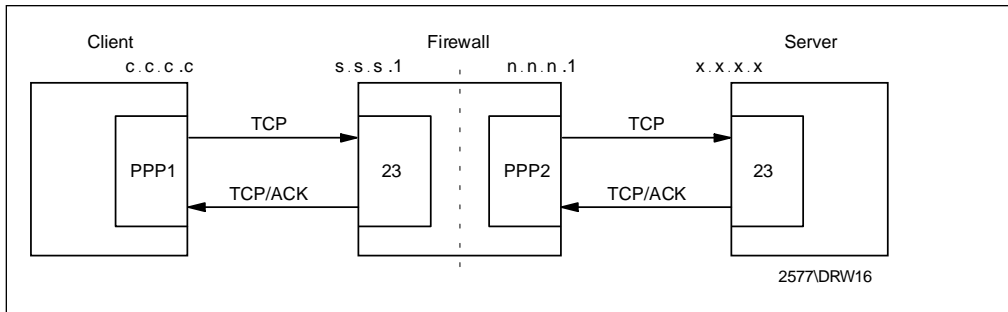 Client Firewall Server
c.c.c.c s.s.s.1 n.n.n.1 x.x.x.x
TCP TCP
PPP1 23 PPP2 23
TCP/ACK TCP/ACK
2577\DRW16